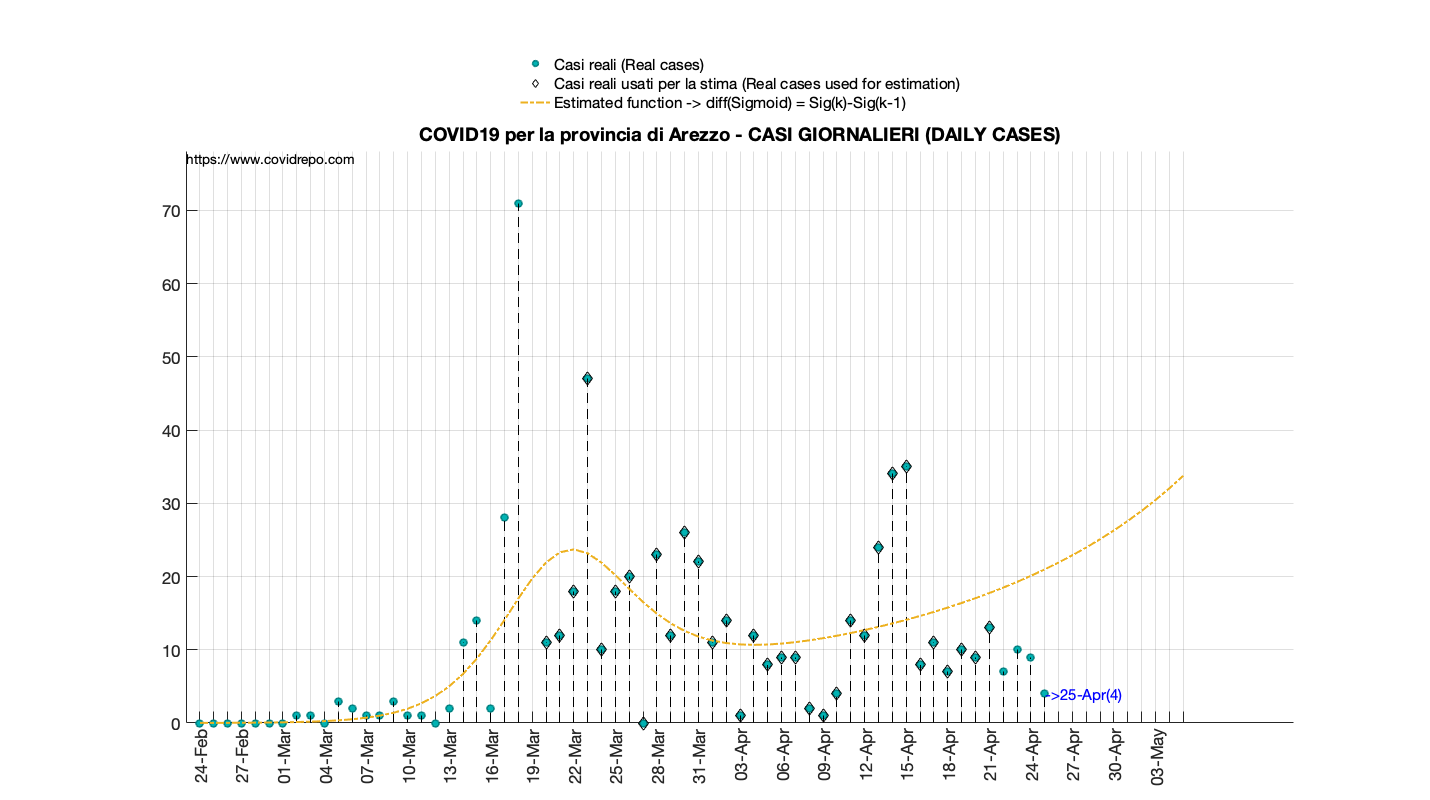 Casi reali (Real cases)
Casi reali usati per la stima (Real cases used for estimation)
Estimated function -> diff(Sigmoid) = Sig(k)-Sig(k-1)
COVID19 per la provincia di Arezzo - CASI GIORNALIERI (DAILY CASES)
https://www.covidrepo.com
70
60
50
40
30
20
10
0
->25-Apr(4)
24-Feb
27-Feb
01-Mar
04-Mar
07-Mar
10-Mar
13-Mar
16-Mar
19-Mar
22-Mar
25-Mar
28-Mar
31-Mar
03-Apr
06-Apr
09-Apr
12-Apr
15-Apr
18-Apr
21-Apr
24-Apr
27-Apr
30-Apr
03-May